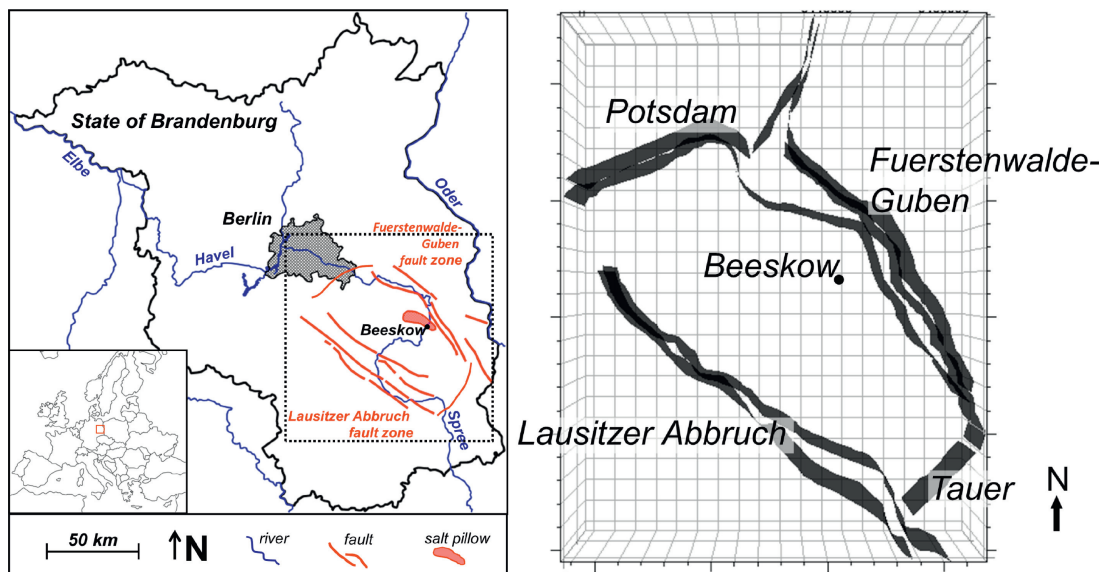 State of Brandenburg
Elbe
Oder
Berlin
Havel
Fuerstenwalde-
Guben
fault zone
Beeskow
Lausitzer Abbruch
fault zone
Spree
50 km
N
river
fault
salt pillow
Potsdam
Fuerstenwalde-
Guben
Beeskow
Lausitzer Abbruch
Tauer
N